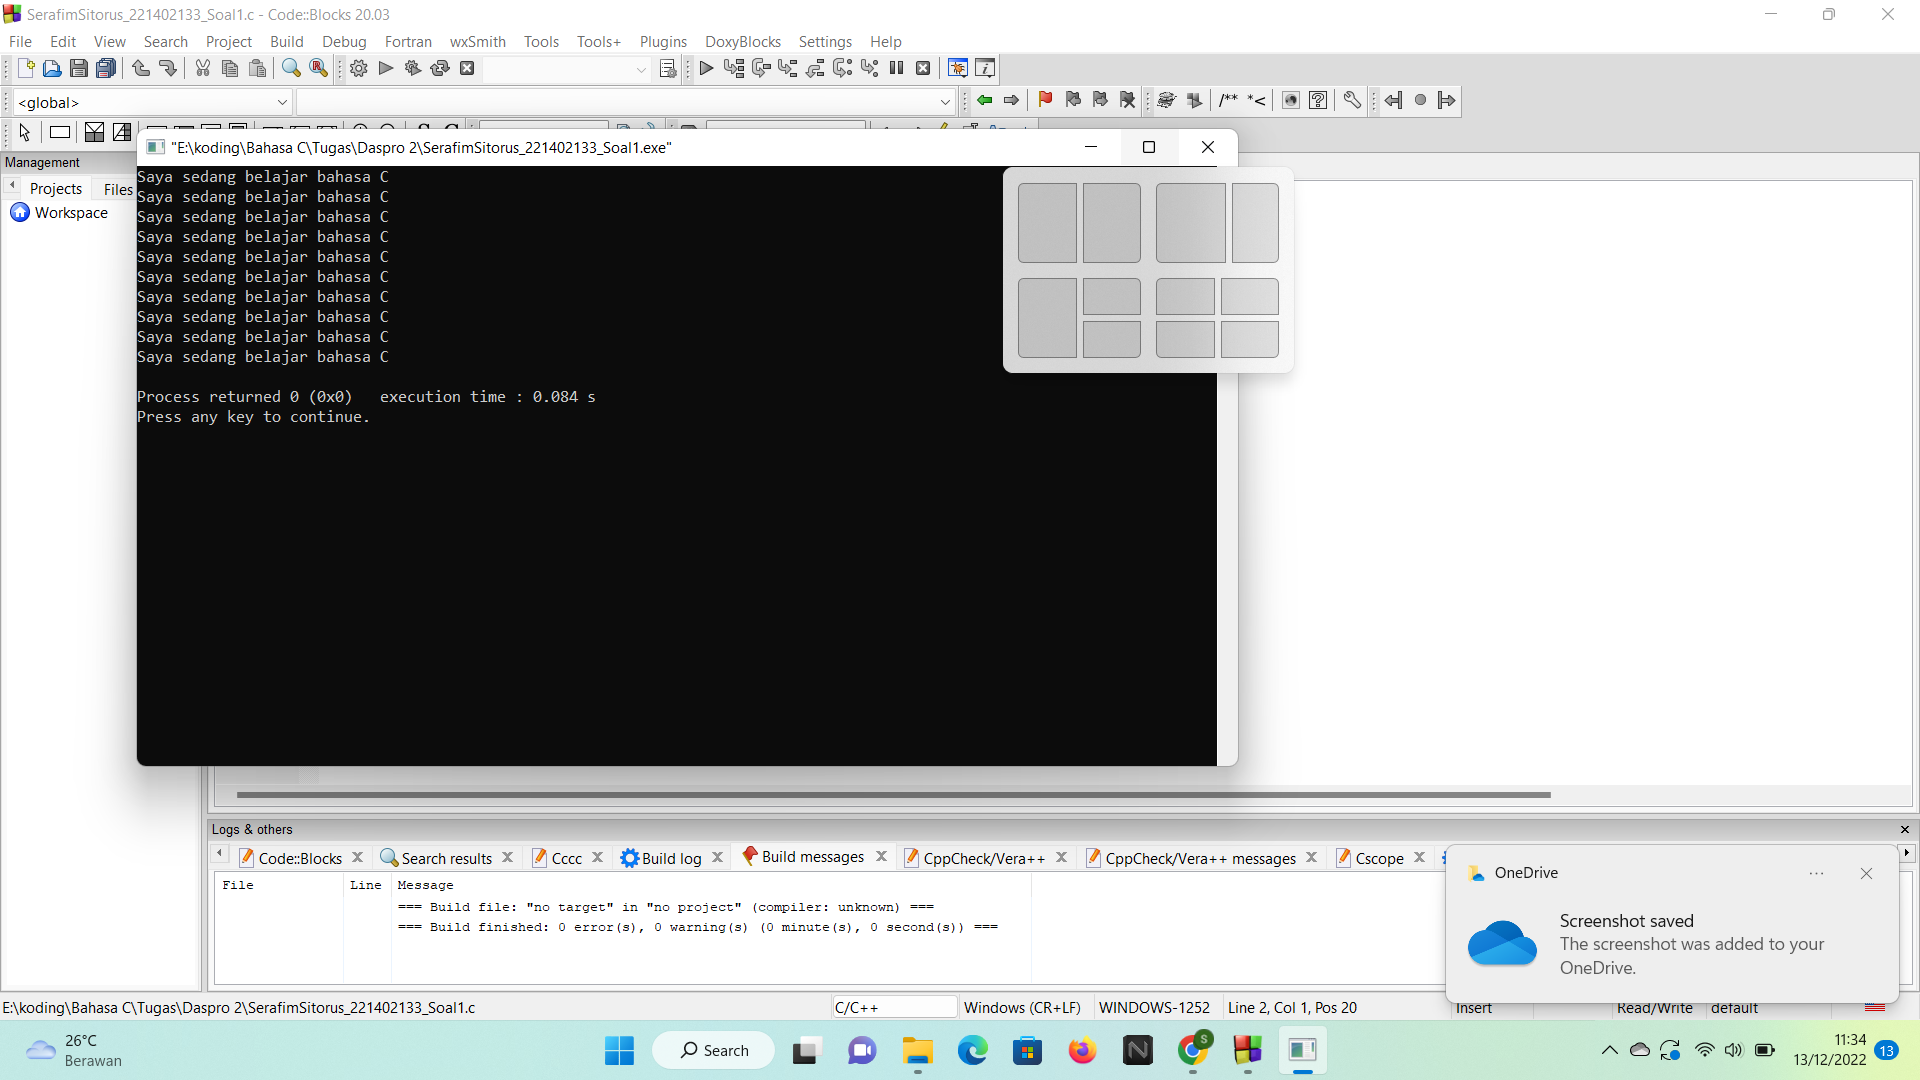 SerafimSitorus_221402133_Soal1.c - Code::Blocks 20.03
File Edit View Search Project Build Debug Fortran wxSmith Tools Tools+ Plugins DoxyBlocks Settings Help
<global>
/** *<
Management
"E:\koding\Bahasa C\Tugas\Daspro 2\SerafimSitorus_221402133_Soal1.exe"
Projects Files
Workspace
Saya sedang belajar bahasa C
Saya sedang belajar bahasa C
Saya sedang belajar bahasa C
Saya sedang belajar bahasa C
Saya sedang belajar bahasa C
Saya sedang belajar bahasa C
Saya sedang belajar bahasa C
Saya sedang belajar bahasa C
Saya sedang belajar bahasa C
Saya sedang belajar bahasa C
Process returned 0 (0x0)   execution time : 0.084 s
Press any key to continue.
Logs & others
Code::Blocks Search results Cccc Build log Build messages CppCheck/Vera++ CppCheck/Vera++ messages Cscope
File Line Message
=== Build file: "no target" in "no project" (compiler: unknown) ===
=== Build finished: 0 error(s), 0 warning(s) (0 minute(s), 0 second(s)) ===
OneDrive
Screenshot saved
The screenshot was added to your
OneDrive.
E:\koding\Bahasa C\Tugas\Daspro 2\SerafimSitorus_221402133_Soal1.c C/C++ Windows (CR+LF) WINDOWS-1252 Line 2, Col 1, Pos 20 Insert Read/Write default
26°C
Berawan
Search
S
11:34
13/12/2022
13